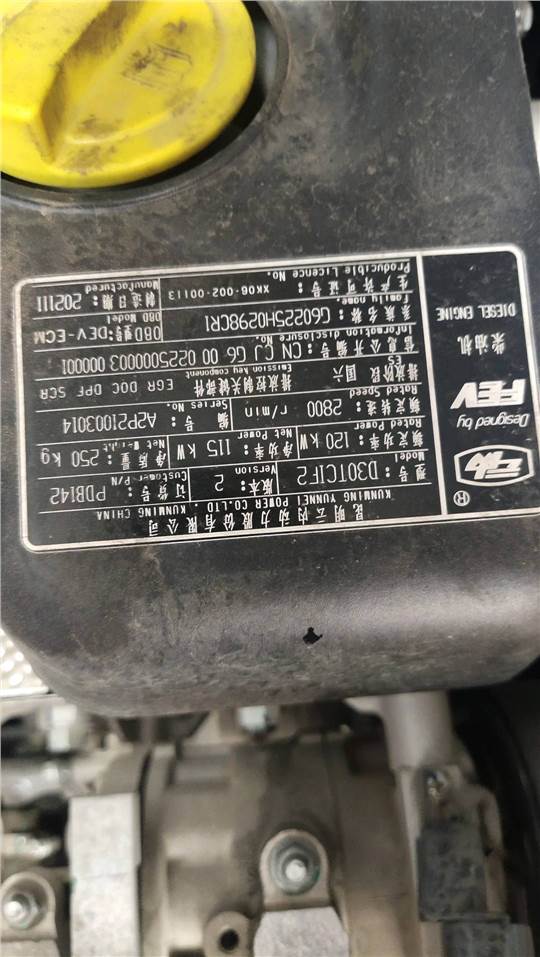 昆明云内动力股份有限公司
KUNMING YUNNEI POWER CO.LTD. KUNMING CHINA
型号: D30TCIF2 版本: 2 订货号: PDB142
Model Version Customer P/N
额定功率: 120 kW 净功率: 115 kW 净质量: 250 kg
Rated Power Net Power Net Weight
额定转速: 2800 r/min 编号: A2P21003014
Rated Speed Series No.
排放阶段: 国六 排放控制关键部件: EGR DOC DPF SCR
ES Emission key component
信息公开编号: CN CJ G6 00 0225000003 000001
Information disclosure No.
系族名称: G60225H0298CR1 OBD型号: DEV-ECM
Family name. OBD Model
生产许可证号: XK06-002-00113 制造日期: 202111
Producible Licence No. Manufactured
®
Designed by
FEV
柴油机
DIESEL ENGINE